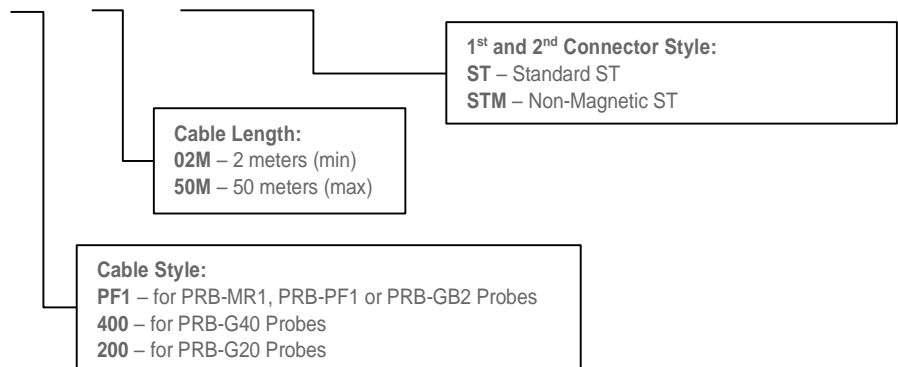 1st and 2nd Connector Style:
ST – Standard ST
STM – Non-Magnetic ST
Cable Length:
02M – 2 meters (min)
50M – 50 meters (max)
Cable Style:
PF1 – for PRB-MR1, PRB-PF1 or PRB-GB2 Probes
400 – for PRB-G40 Probes
200 – for PRB-G20 Probes